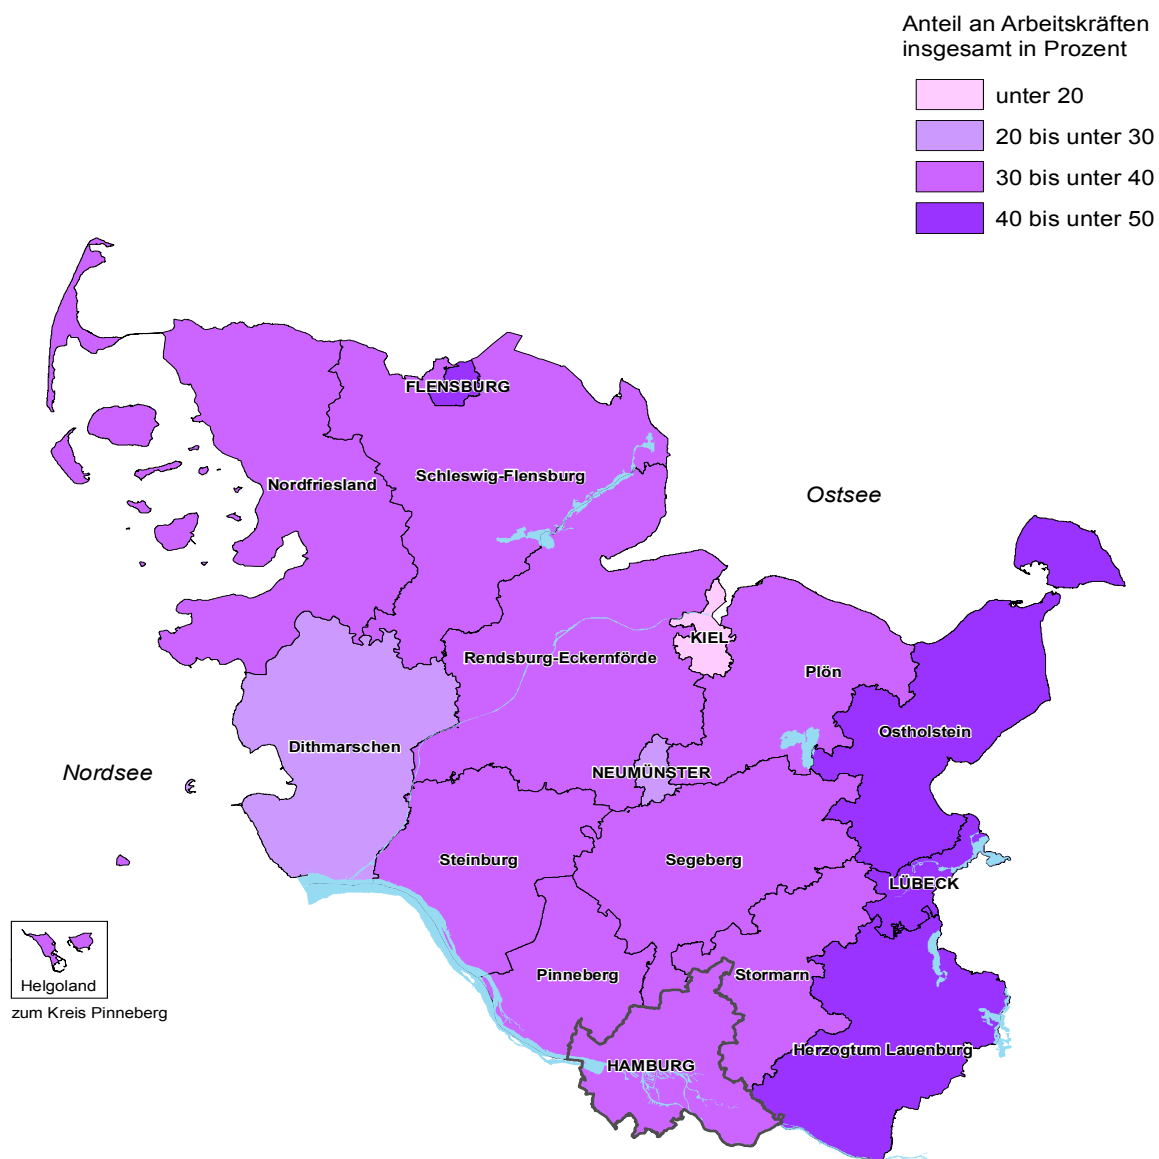 Anteil an Arbeitskräften
insgesamt in Prozent
unter 20
20 bis unter 30
30 bis unter 40
40 bis unter 50
FLENSBURG
Schleswig-Flensburg
Nordfriesland
Ostsee
KIEL
Rendsburg-Eckernförde
Plön
Ostholstein
Dithmarschen
Nordsee
NEUMÜNSTER
Steinburg
Segeberg
LÜBECK
Pinneberg
Stormarn
Helgoland
zum Kreis Pinneberg
Herzogtum Lauenburg
HAMBURG